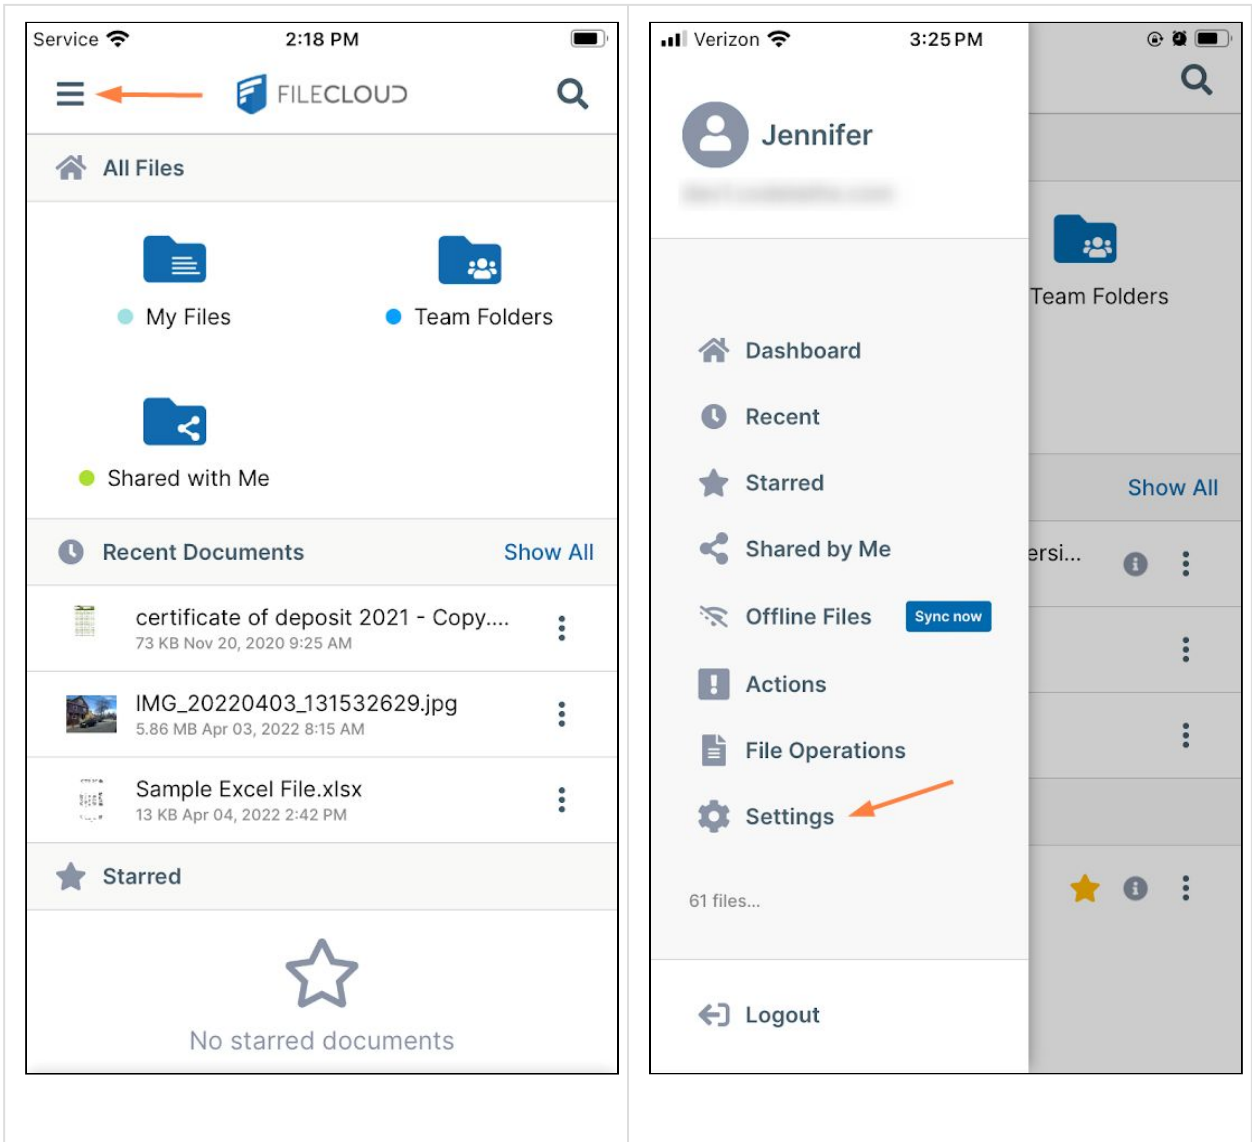 Service
2:18 PM
FILECLOUD
All Files
My Files
Team Folders
Shared with Me
Recent Documents
Show All
certificate of deposit 2021 - Copy....
73 KB Nov 20, 2020 9:25 AM
IMG_20220403_131532629.jpg
5.86 MB Apr 03, 2022 8:15 AM
Sample Excel File.xlsx
13 KB Apr 04, 2022 2:42 PM
Starred
No starred documents
Verizon
3:25 PM
Jennifer
Team Folders
Dashboard
Recent
Starred
Show All
Shared by Me
ersi...
Offline Files
Sync now
Actions
File Operations
Settings
61 files...
Logout